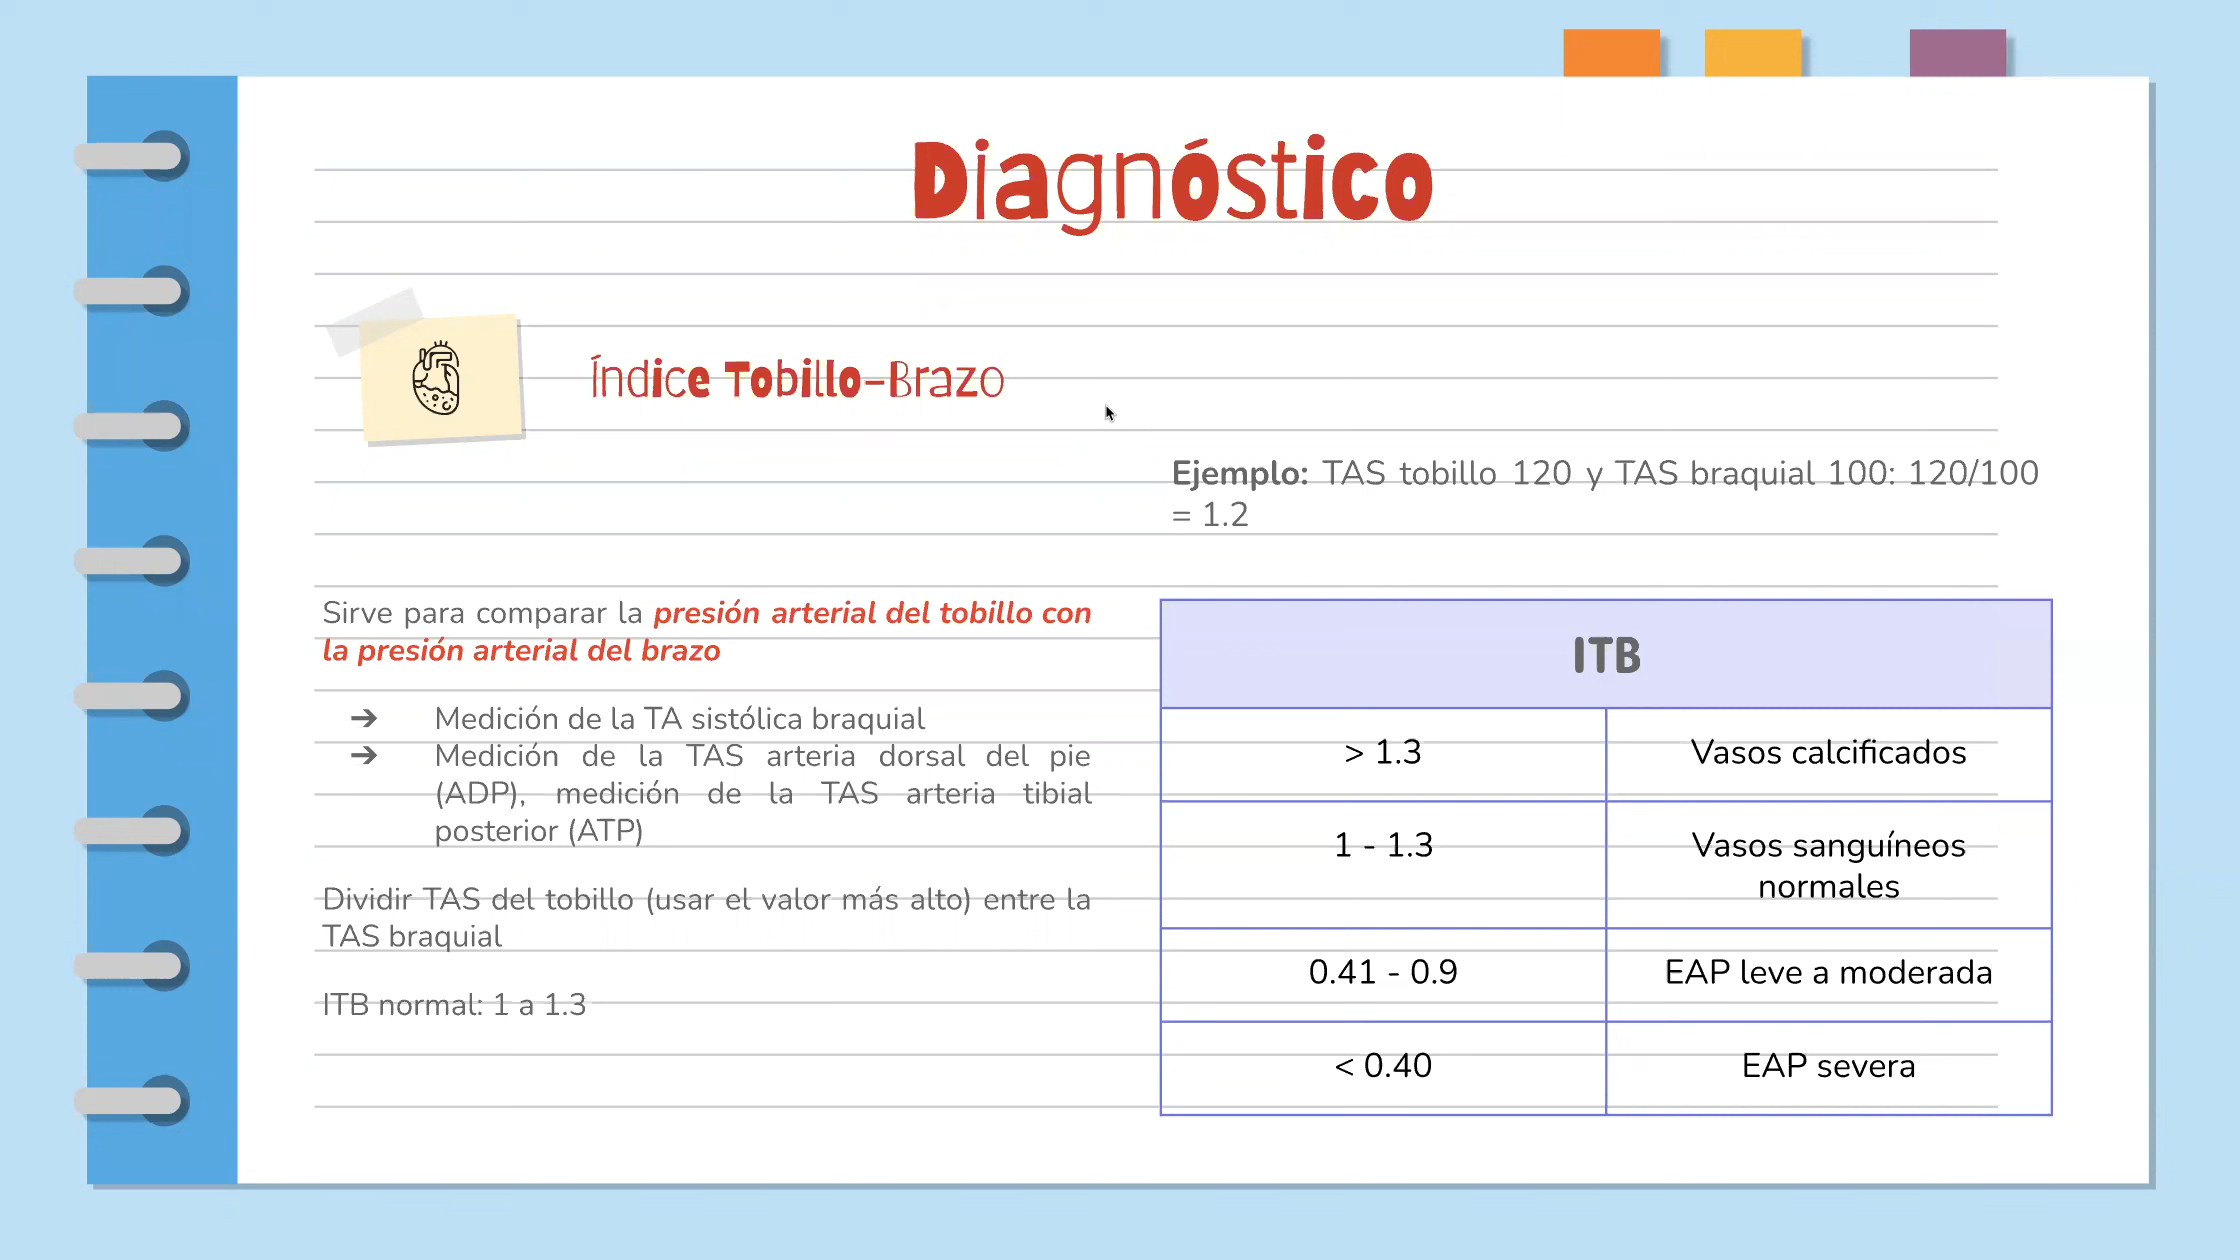 Diagnóstico
Índice Tobillo-Brazo
Ejemplo: TAS tobillo 120 y TAS braquial 100: 120/100
= 1.2
Sirve para comparar la presión arterial del tobillo con
la presión arterial del brazo
➔ Medición de la TA sistólica braquial
➔ Medición de la TAS arteria dorsal del pie
(ADP), medición de la TAS arteria tibial
posterior (ATP)
Dividir TAS del tobillo (usar el valor más alto) entre la
TAS braquial
ITB normal: 1 a 1.3
ITB
> 1.3 Vasos calcificados
1 - 1.3 Vasos sanguíneos
normales
0.41 - 0.9 EAP leve a moderada
< 0.40 EAP severa